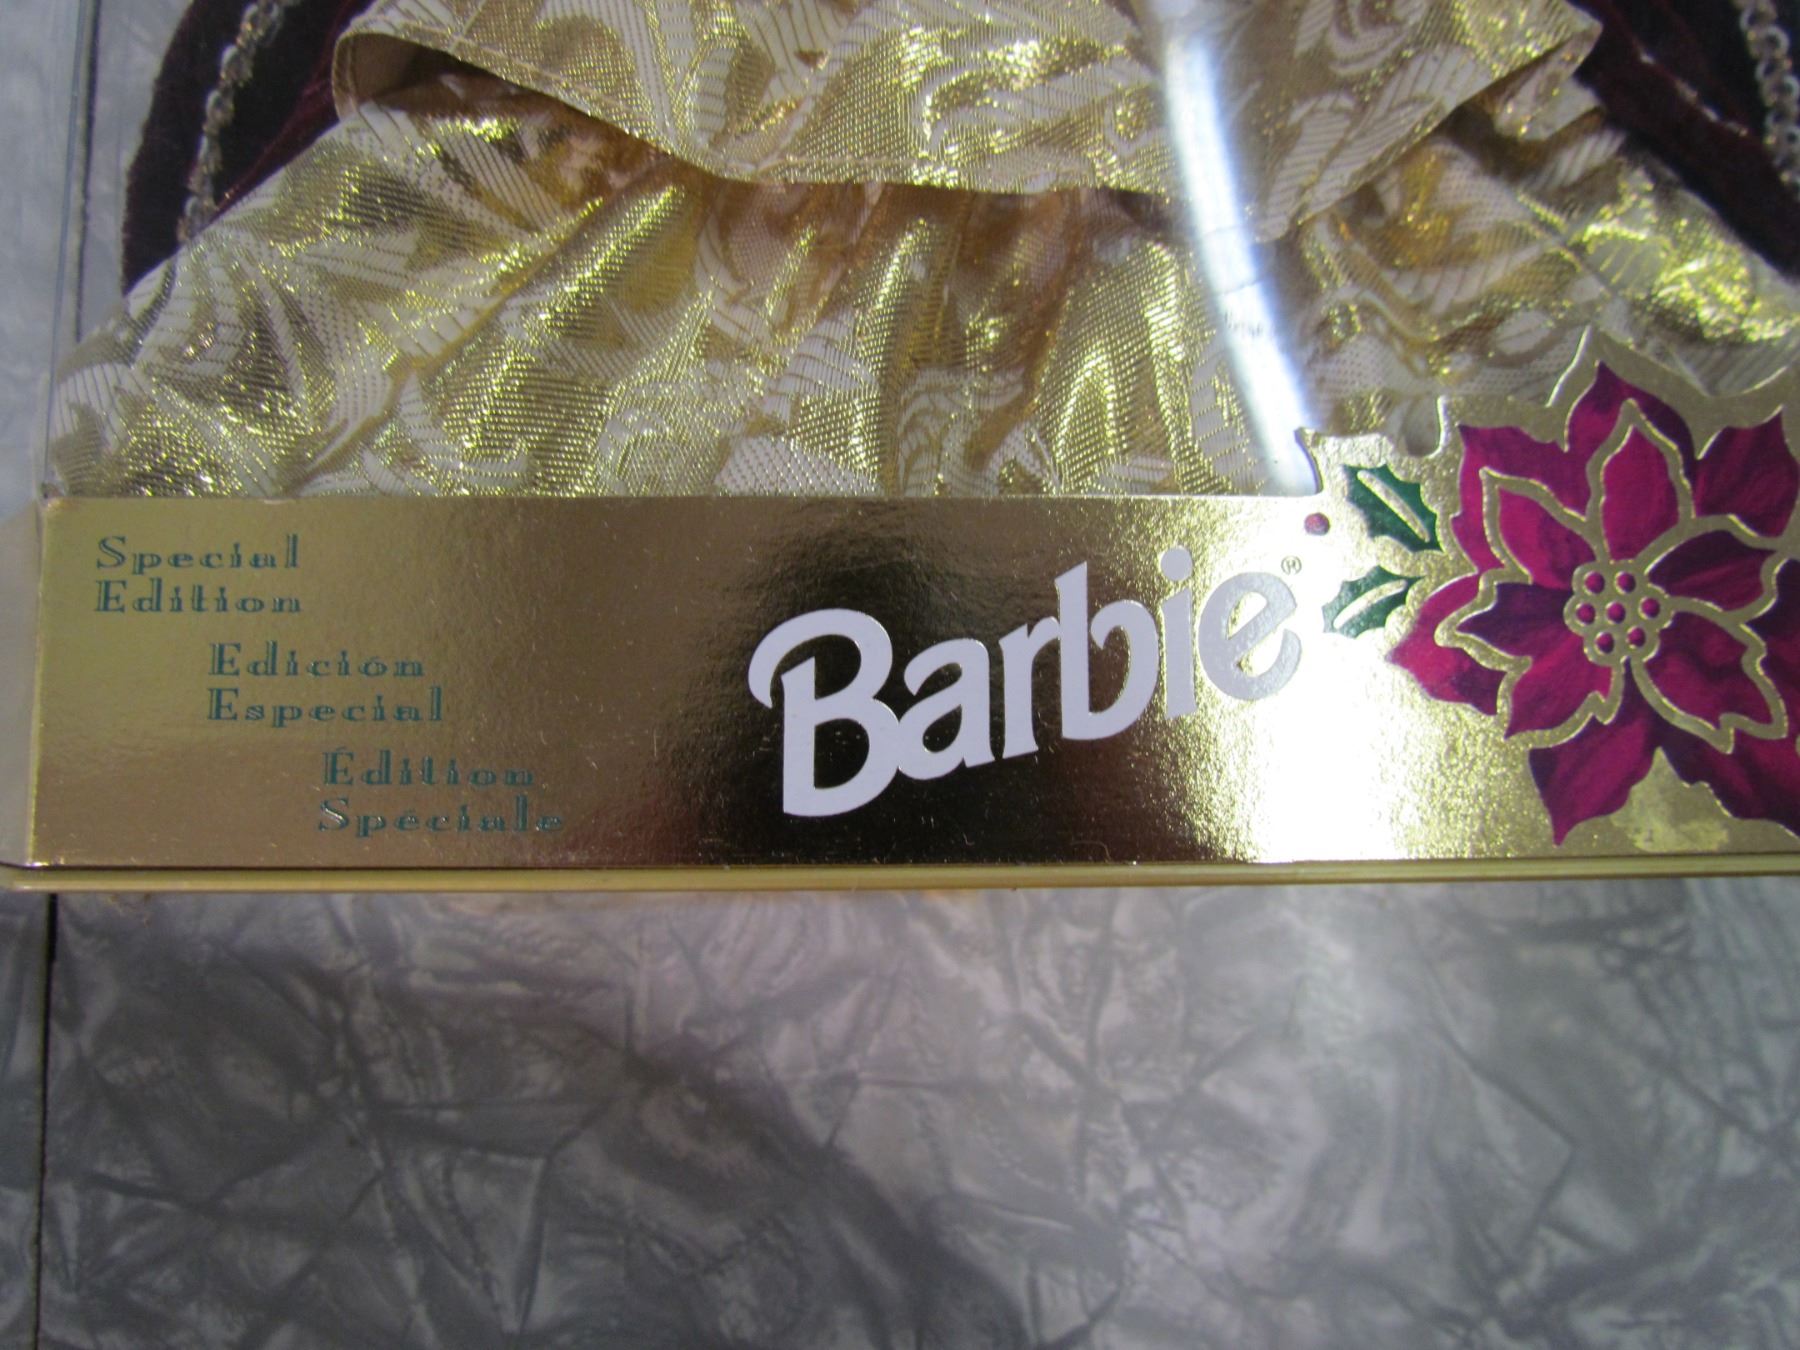 Special
Edition
Edición
Especial
Édition
Spéciale
Barbie®